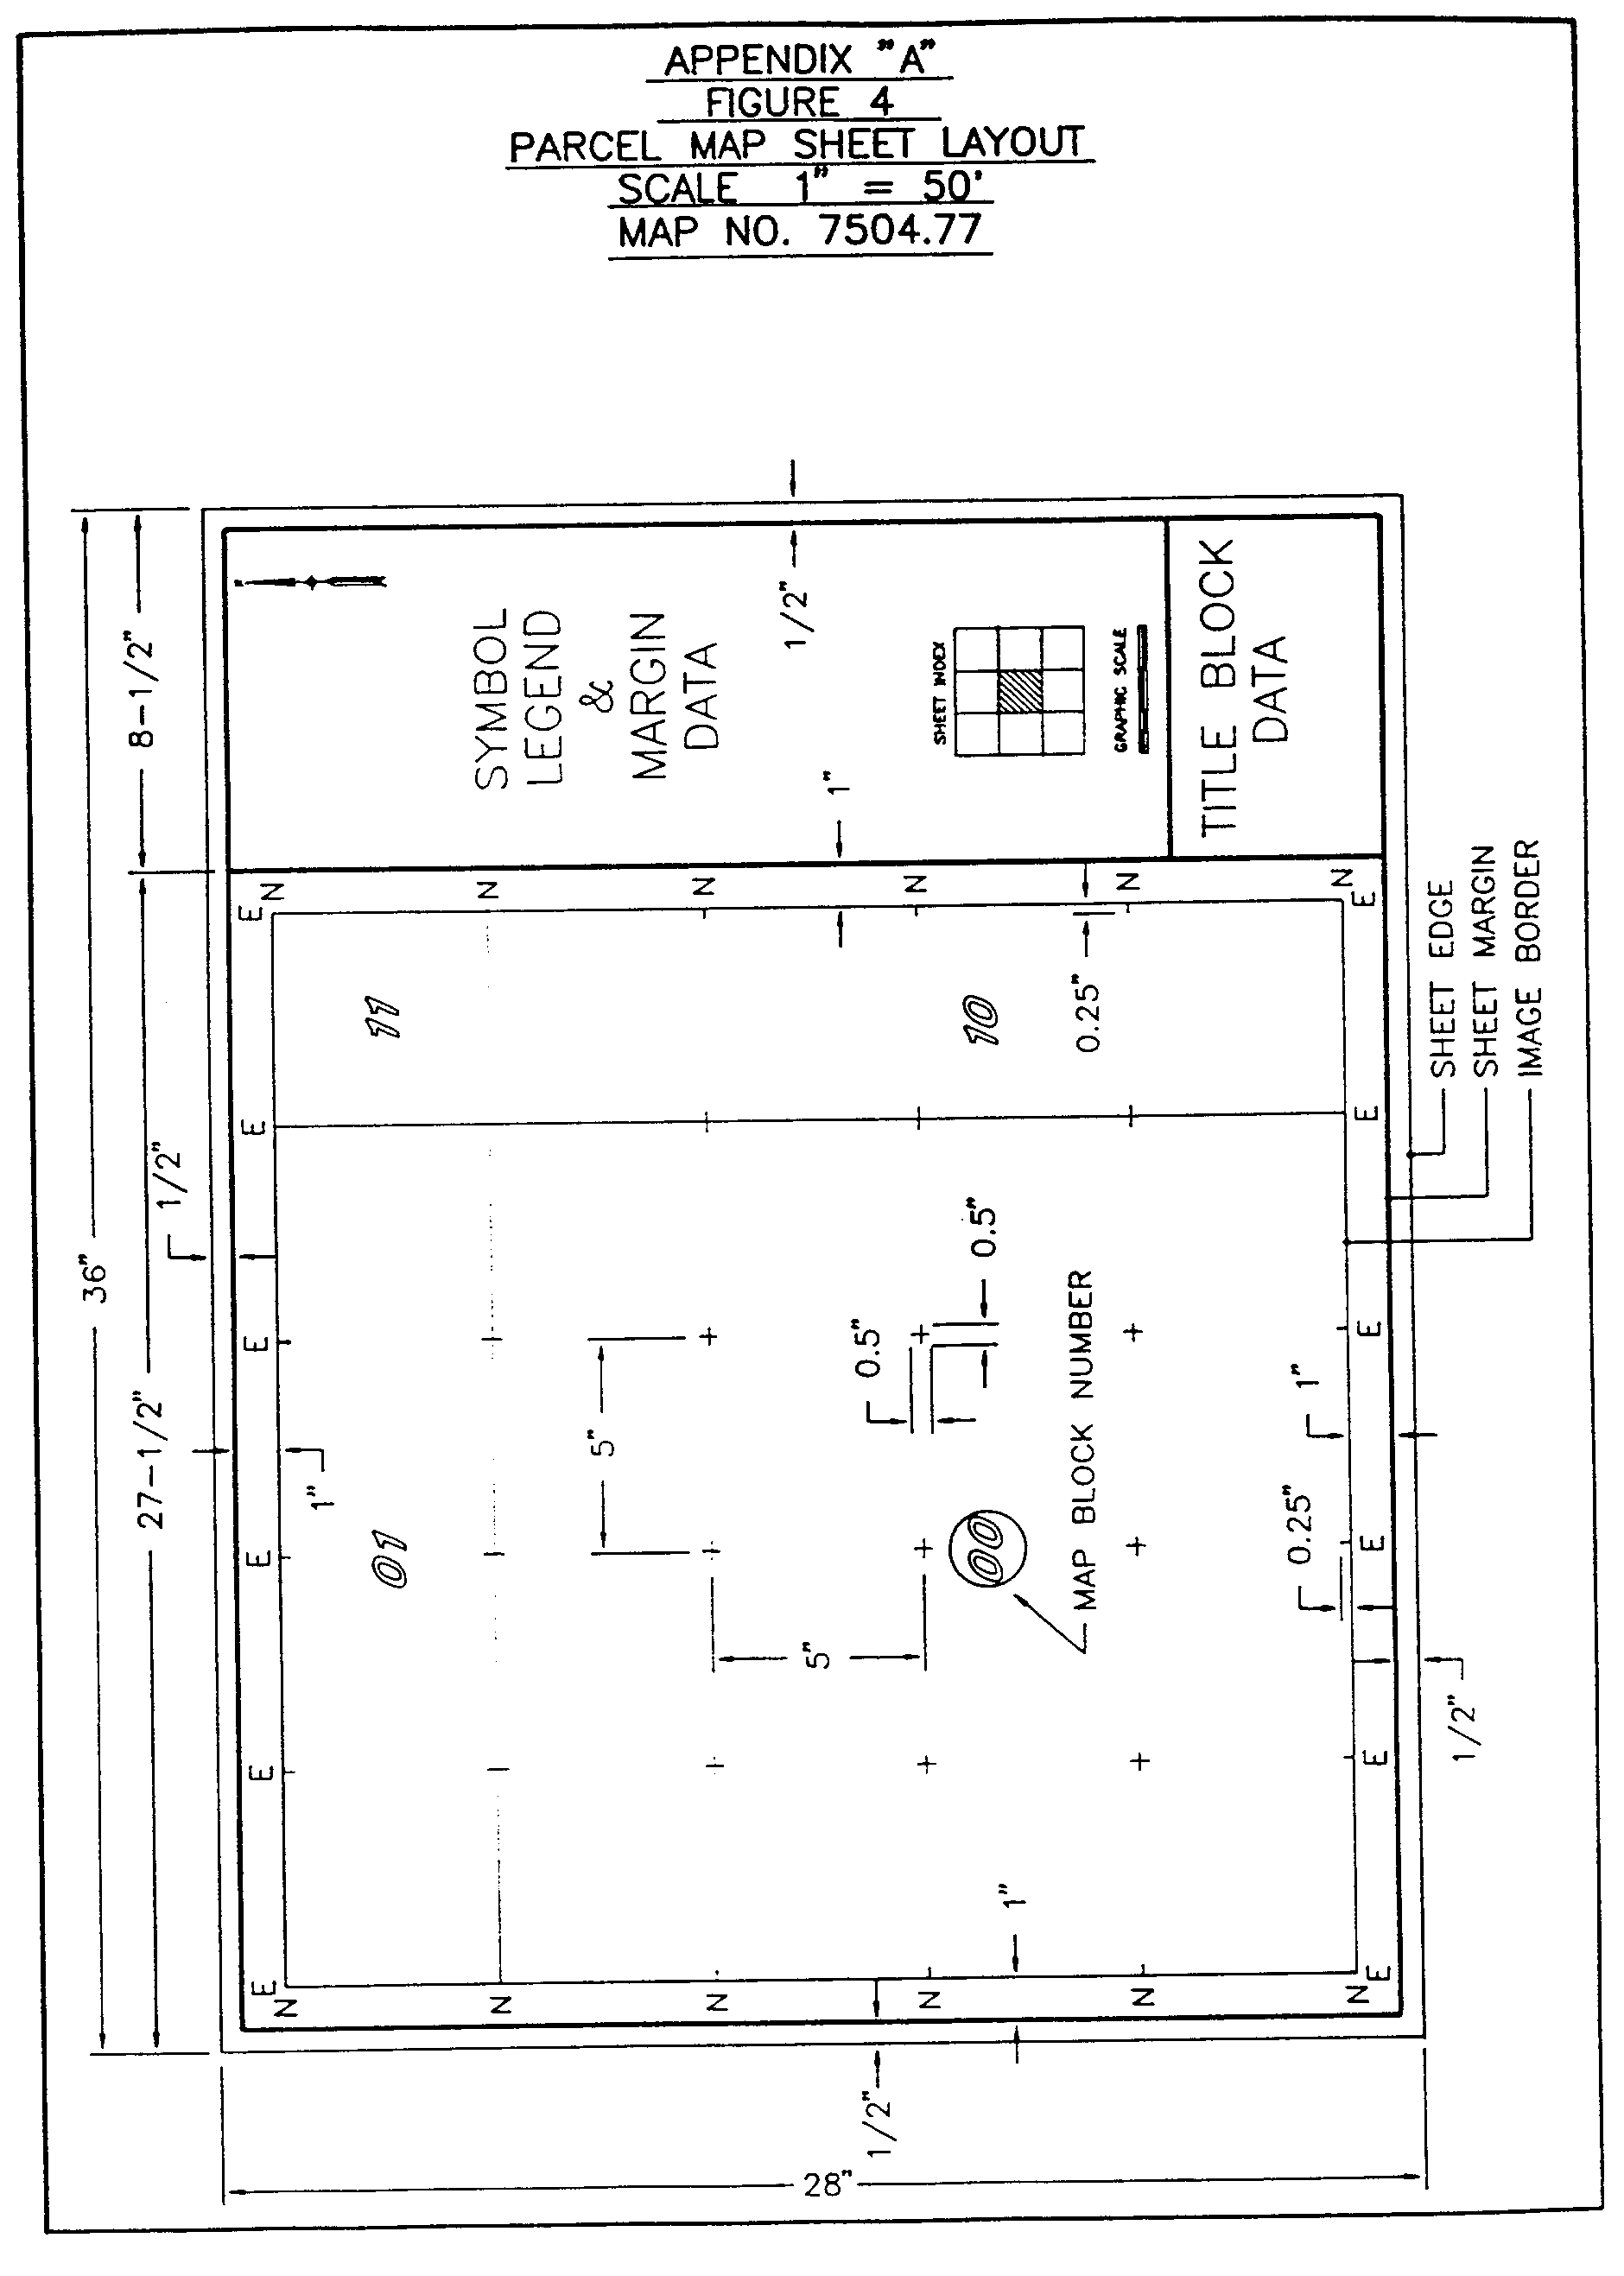 APPENDIX "A"
FIGURE 4
PARCEL MAP SHEET LAYOUT
SCALE 1" = 50'
MAP NO. 7504.77
36"
27-1/2"
8-1/2"
1/2"
1"
E E E E E E
N N
N N
N N
N N
N N
N N
E E E E E E
01
11
SYMBOL
LEGEND
&
MARGIN
DATA
5"
5"
1/2"
1"
0.5"
0.5"
00
10
SHEET INDEX
MAP BLOCK NUMBER
0.25"
GRAPHIC SCALE
TITLE BLOCK
DATA
1/2"
1"
0.25"
1"
1/2"
SHEET EDGE
SHEET MARGIN
IMAGE BORDER
28"